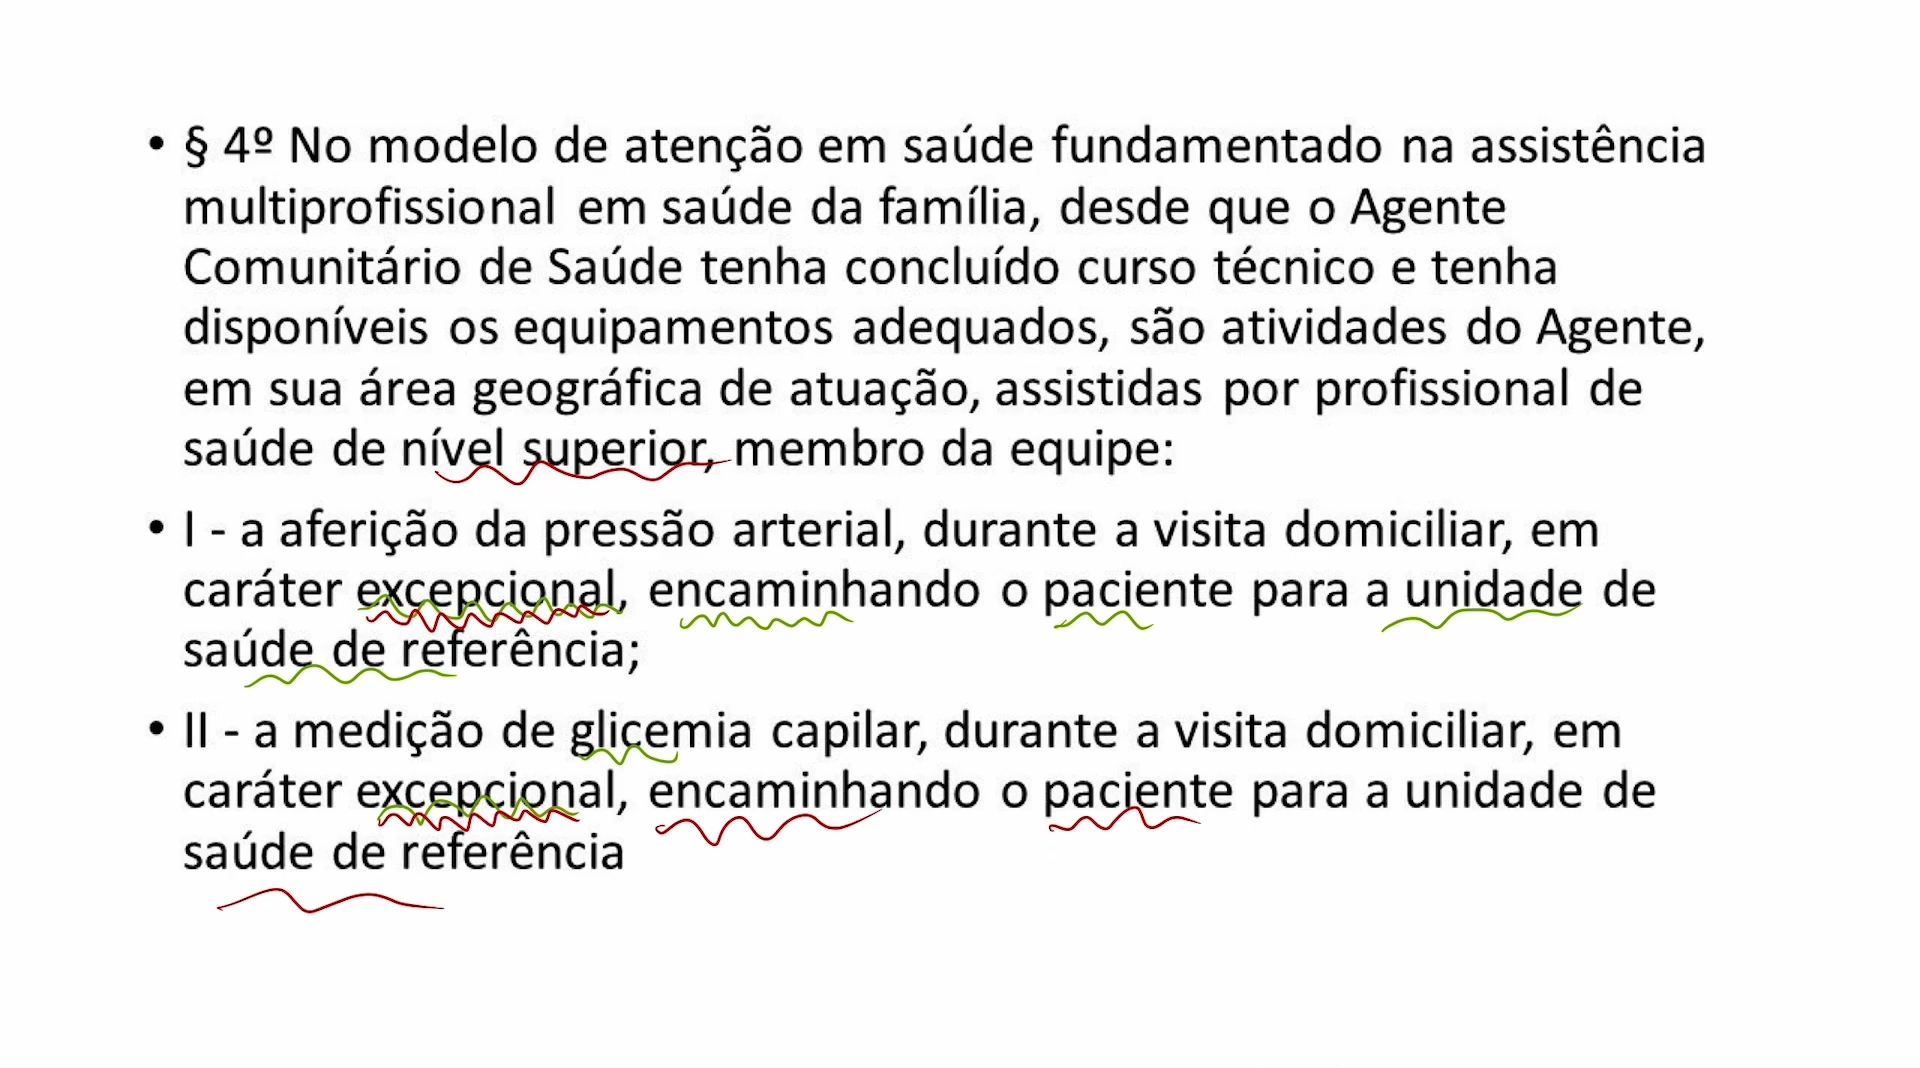 • § 4º No modelo de atenção em saúde fundamentado na assistência
multiprofissional em saúde da família, desde que o Agente
Comunitário de Saúde tenha concluído curso técnico e tenha
disponíveis os equipamentos adequados, são atividades do Agente,
em sua área geográfica de atuação, assistidas por profissional de
saúde de nível superior, membro da equipe:
• I - a aferição da pressão arterial, durante a visita domiciliar, em
caráter excepcional, encaminhando o paciente para a unidade de
saúde de referência;
• II - a medição de glicemia capilar, durante a visita domiciliar, em
caráter excepcional, encaminhando o paciente para a unidade de
saúde de referência